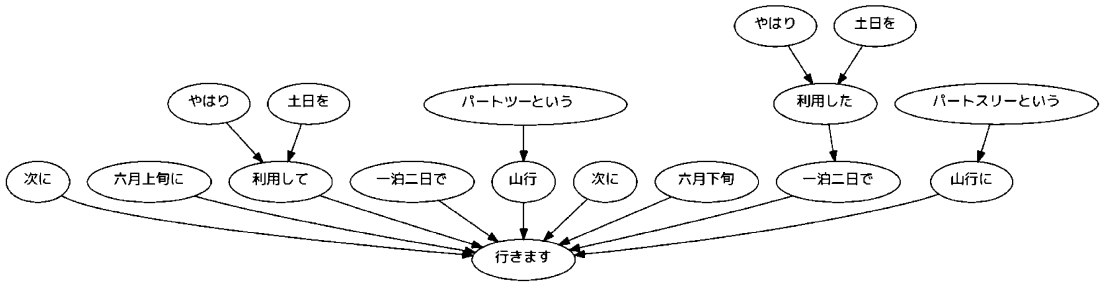 やはり 土日を
やはり 土日を パートツーという 利用した パートスリーという
次に 六月上旬に 利用して 一泊二日で 山行 次に 六月下旬 一泊二日で 山行に
行きます